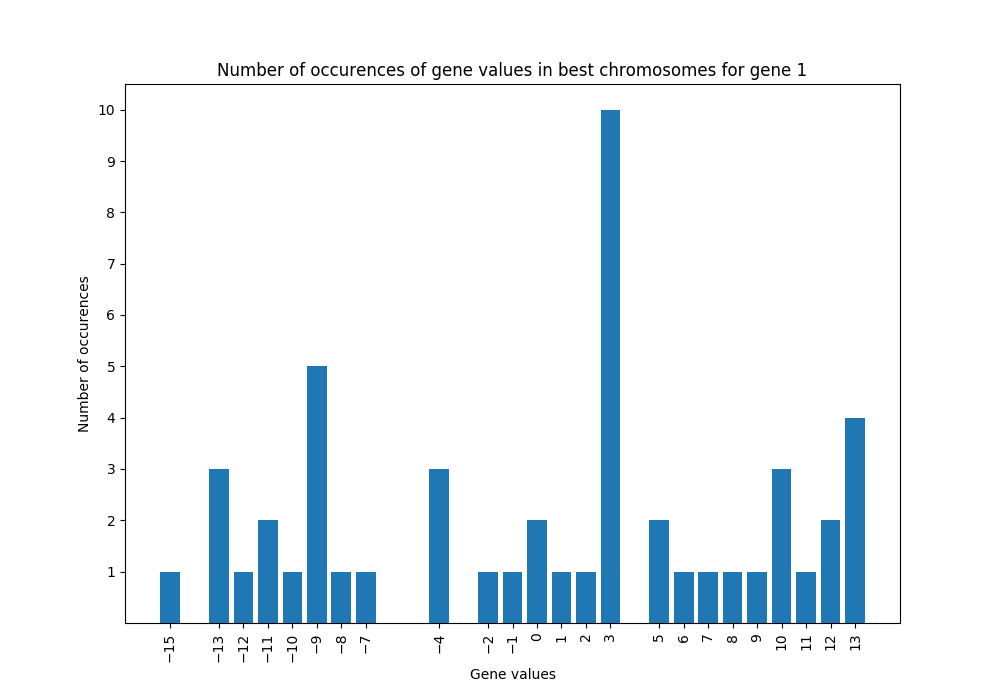 Number of occurences of gene values in best chromosomes for gene 1
10
9
8
7
6
5
4
3
2
1
Number of occurences
−15 −13 −12 −11 −10 −9 −8 −7 −4 −2 −1 0 1 2 3 5 6 7 8 9 10 11 12 13
Gene values